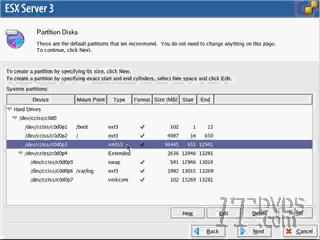 ESX Server 3
Partition Disks
These are the default partitions that we recommend. You do not need to change anything on this page.
To continue, click Next.
To create a partition by specifying its size, click New.
To create a partition specifying exact start and end cylinders, select free space and click Edit.
System partitions:
Device Mount Point Type Format Size (MB) Start End
Hard Drives
/dev/cciss/c0d0
/dev/cciss/c0d0p1 /boot ext3 102 1 13
/dev/cciss/c0d0p2 / ext3 4997 14 650
/dev/cciss/c0d0p3 vmfs3 96445 651 12945
/dev/cciss/c0d0p4 Extended 2636 12946 13281
/dev/cciss/c0d0p5 swap 541 12946 13014
/dev/cciss/c0d0p6 /var/log ext3 1992 13015 13268
/dev/cciss/c0d0p7 vmkcore 102 13269 13281
New Edit Delete Reset
Back Next Cancel